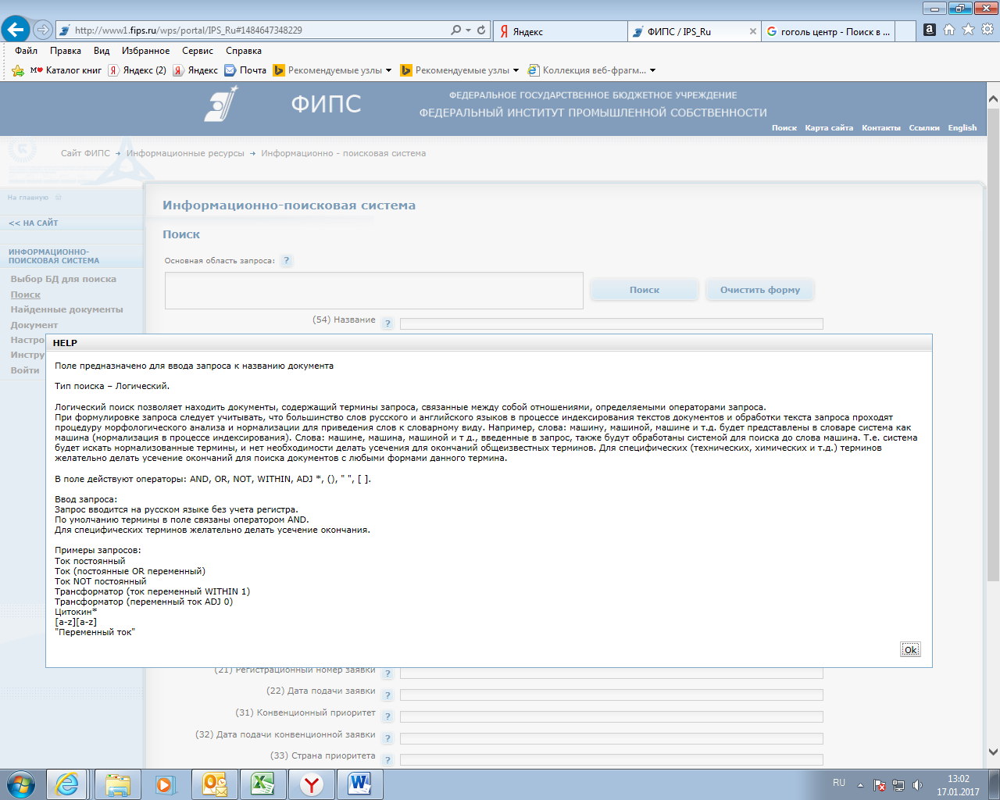 http://www1.fips.ru/wps/portal/IPS_Ru#1484647348229
Яндекс
ФИПС / IPS_Ru
гоголь центр - Поиск в ...
Файл Правка Вид Избранное Сервис Справка
Каталог книг Яндекс (2) Яндекс Почта Рекомендуемые узлы Рекомендуемые узлы Коллекция веб-фрагм...
ФИПС
ФЕДЕРАЛЬНОЕ ГОСУДАРСТВЕННОЕ БЮДЖЕТНОЕ УЧРЕЖДЕНИЕ
ФЕДЕРАЛЬНЫЙ ИНСТИТУТ ПРОМЫШЛЕННОЙ СОБСТВЕННОСТИ
Поиск Карта сайта Контакты Ссылки English
Сайт ФИПС → Информационные ресурсы → Информационно - поисковая система
На главную
<< НА САЙТ
ИНФОРМАЦИОННО-
ПОИСКОВАЯ СИСТЕМА
Выбор БД для поиска
Поиск
Найденные документы
Документ
Настро
Инстру
Войти
Информационно-поисковая система
Поиск
Основная область запроса: ?
Поиск
Очистить форму
(54) Название ?
HELP
Поле предназначено для ввода запроса к названию документа
Тип поиска – Логический.
Логический поиск позволяет находить документы, содержащий термины запроса, связанные между собой отношениями, определяемыми операторами запроса.
При формулировке запроса следует учитывать, что большинство слов русского и английского языков в процессе индексирования текстов документов и обработки текста запроса проходят
процедуру морфологического анализа и нормализации для приведения слов к словарному виду. Например, слова: машину, машиной, машине и т.д. будет представлены в словаре система как
машина (нормализация в процессе индексирования). Слова: машине, машина, машиной и т д., введенные в запрос, также будут обработаны системой для поиска до слова машина. Т.е. система
будет искать нормализованные термины, и нет необходимости делать усечения для окончаний общеизвестных терминов. Для специфических (технических, химических и т.д.) терминов
желательно делать усечение окончаний для поиска документов с любыми формами данного термина.
В поле действуют операторы: AND, OR, NOT, WITHIN, ADJ *, (), " ", [ ].
Ввод запроса:
Запрос вводится на русском языке без учета регистра.
По умолчанию термины в поле связаны оператором AND.
Для специфических терминов желательно делать усечение окончания.
Примеры запросов:
Ток постоянный
Ток (постоянные OR переменный)
Ток NOT постоянный
Трансформатор (ток переменный WITHIN 1)
Трансформатор (переменный ток ADJ 0)
Цитокин*
[a-z][a-z]
"Переменный ток"
Ok
(21) Регистрационный номер заявки ?
(22) Дата подачи заявки ?
(31) Конвенционный приоритет ?
(32) Дата подачи конвенционной заявки ?
(33) Страна приоритета ?
RU
13:02
17.01.2017